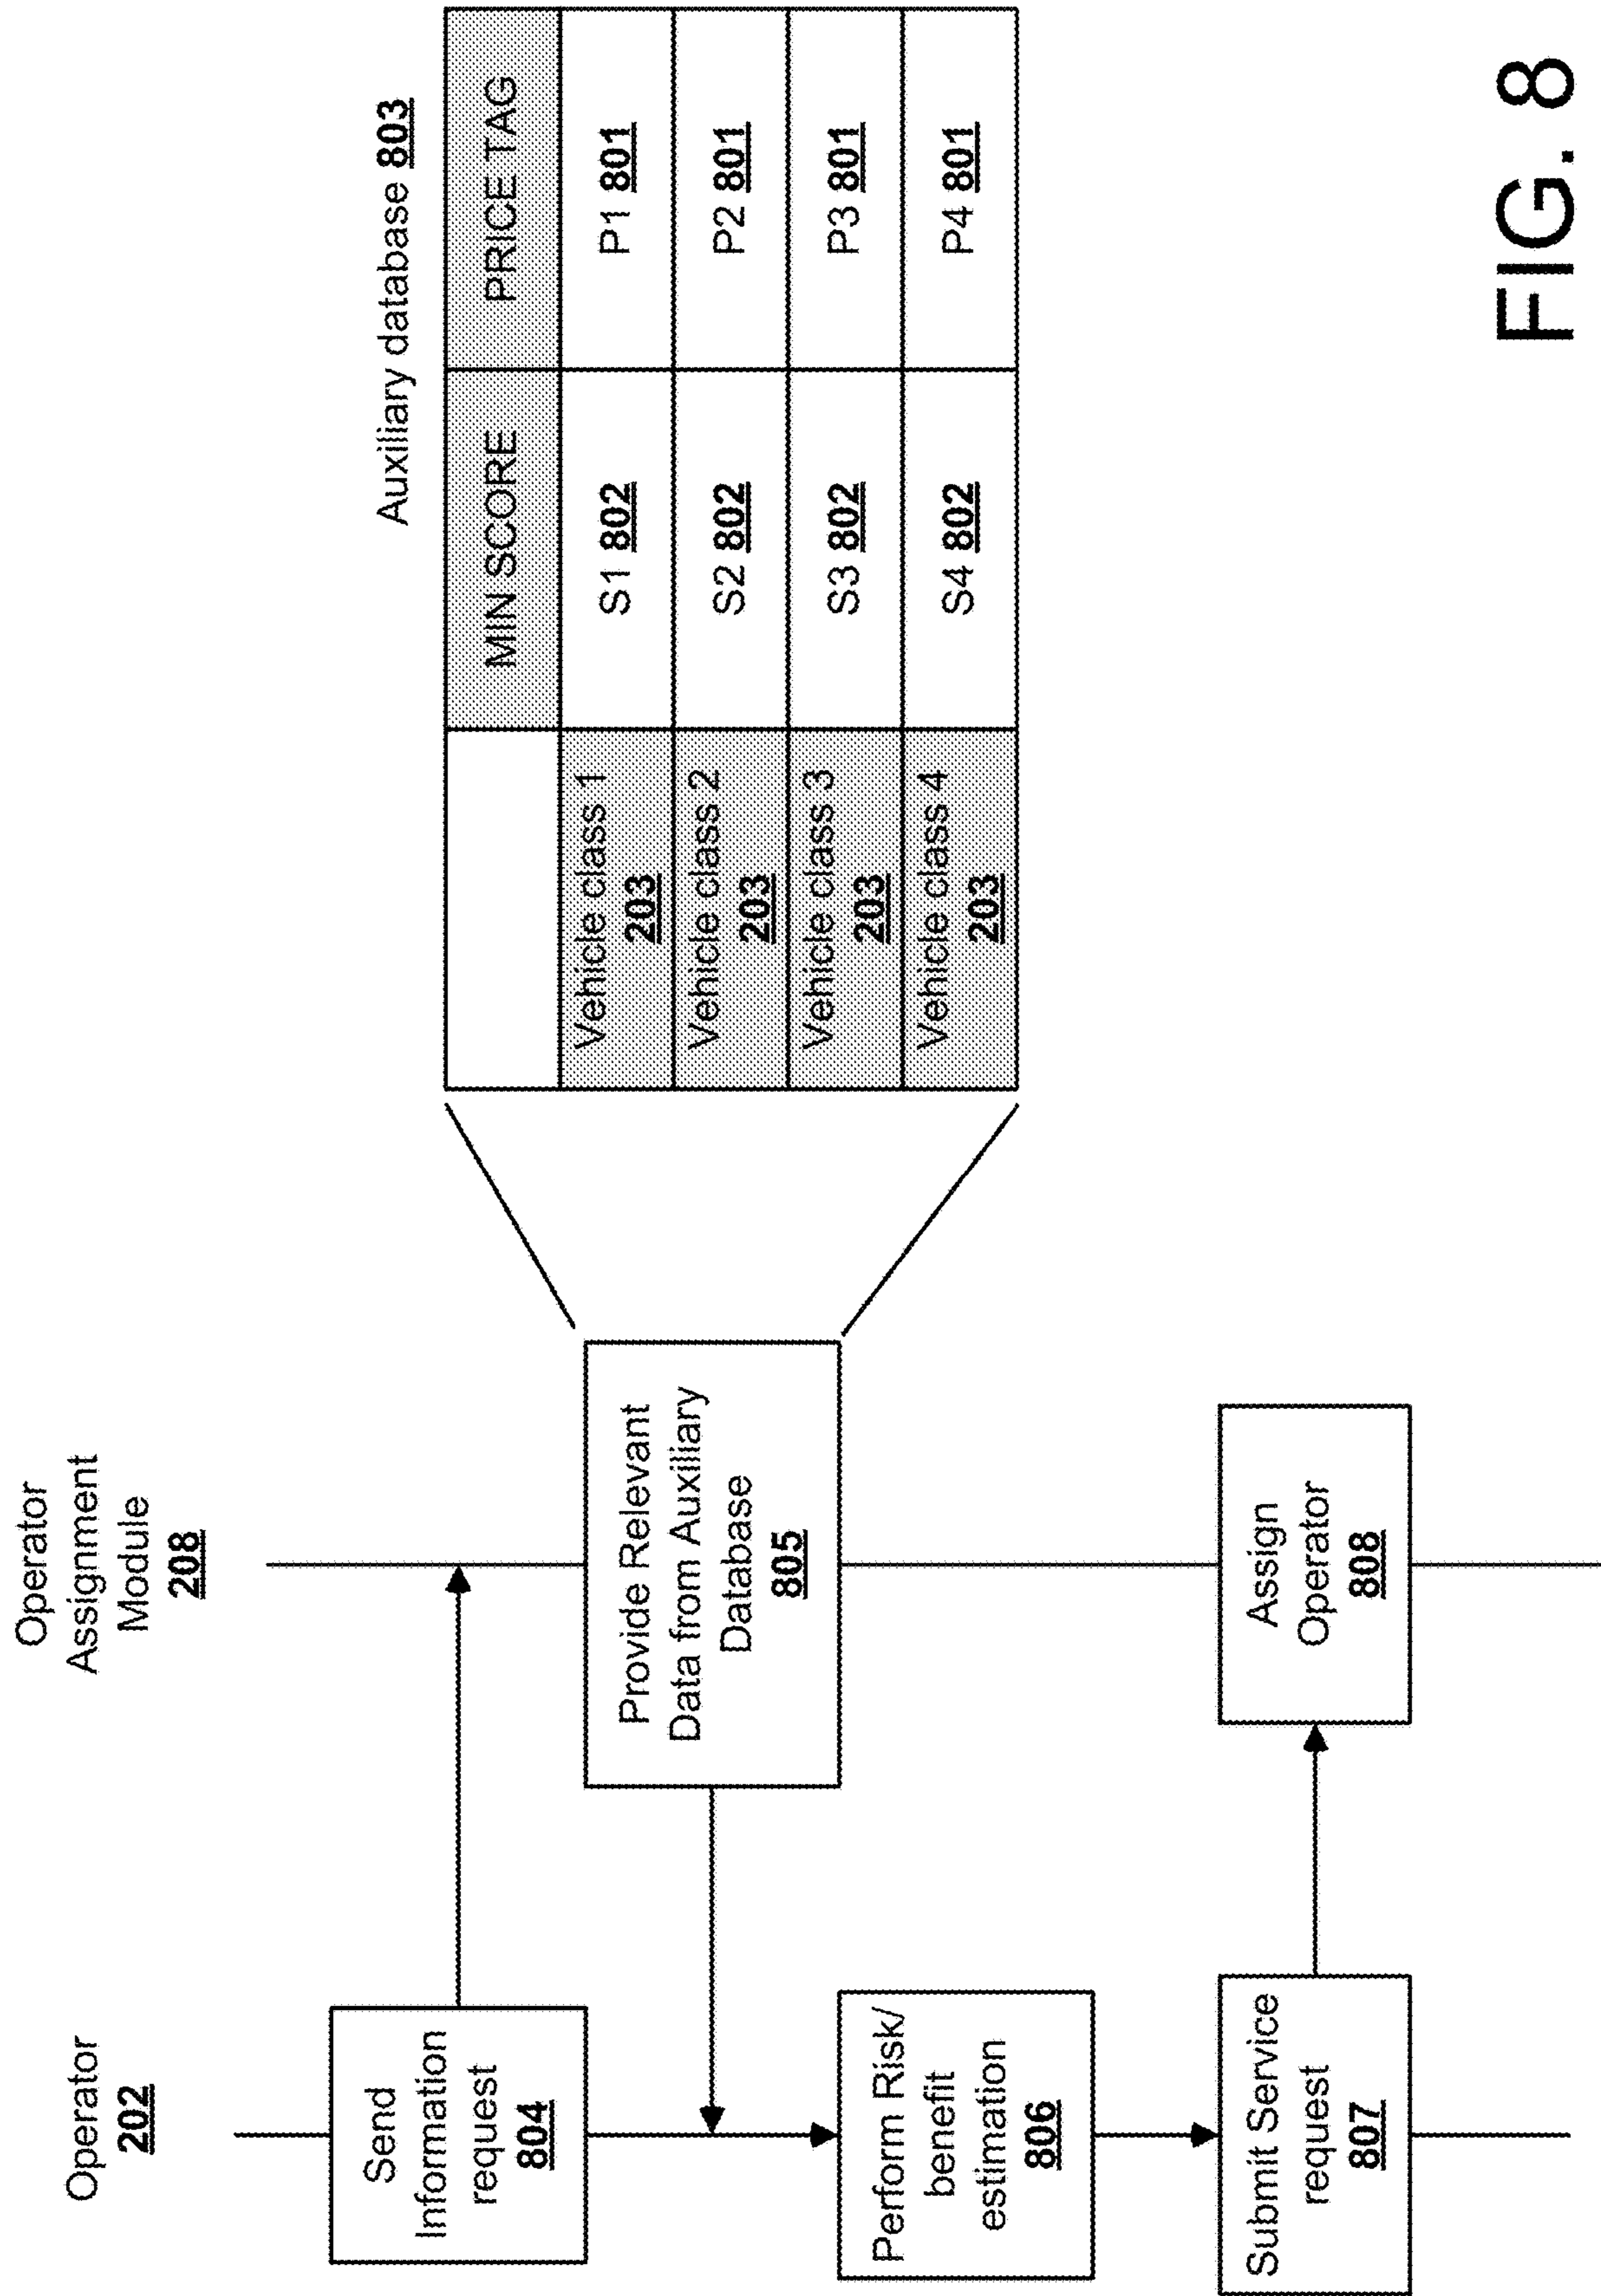 Operator
202
Operator
Assignment
Module
208
Auxiliary database 803
Send
Information
request
804
Provide Relevant
Data from Auxiliary
Database
805
MIN SCORE
PRICE TAG
Vehicle class 1
203
S1 802
P1 801
Vehicle class 2
203
S2 802
P2 801
Vehicle class 3
203
S3 802
P3 801
Vehicle class 4
203
S4 802
P4 801
Perform Risk/
benefit
estimation
806
Submit Service
request
807
Assign
Operator
808
FIG. 8